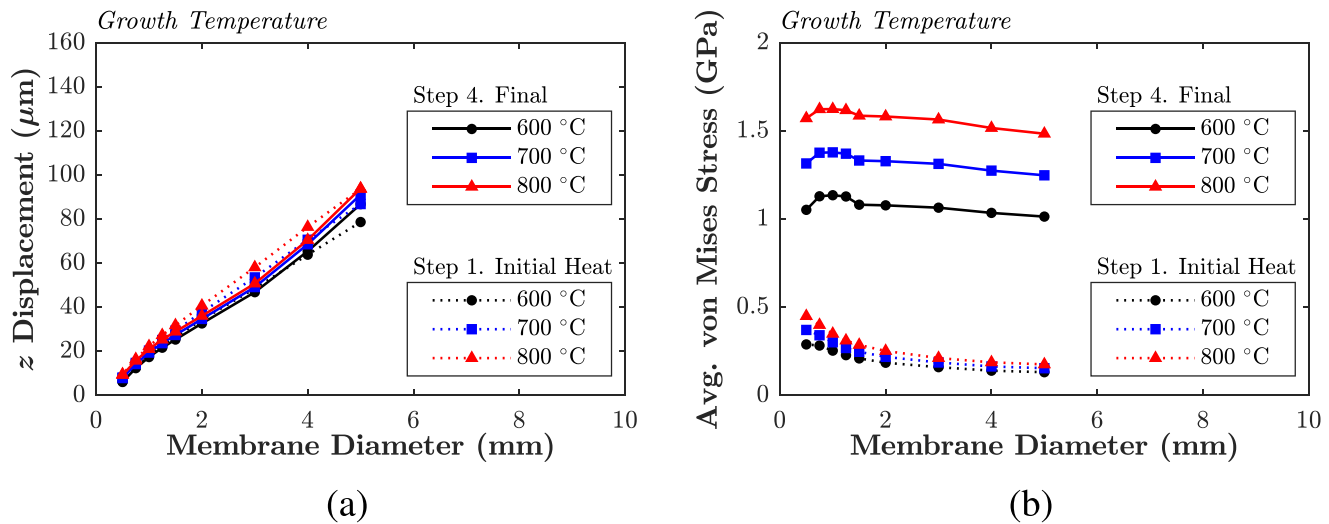 Growth Temperature
z Displacement (μm)
160
140
120
100
80
60
40
20
0
0 2 4 6 8 10
Membrane Diameter (mm)
Step 4. Final
600 °C
700 °C
800 °C
Step 1. Initial Heat
600 °C
700 °C
800 °C
(a)
Growth Temperature
Avg. von Mises Stress (GPa)
2
1.5
1
0.5
0
0 2 4 6 8 10
Membrane Diameter (mm)
Step 4. Final
600 °C
700 °C
800 °C
Step 1. Initial Heat
600 °C
700 °C
800 °C
(b)